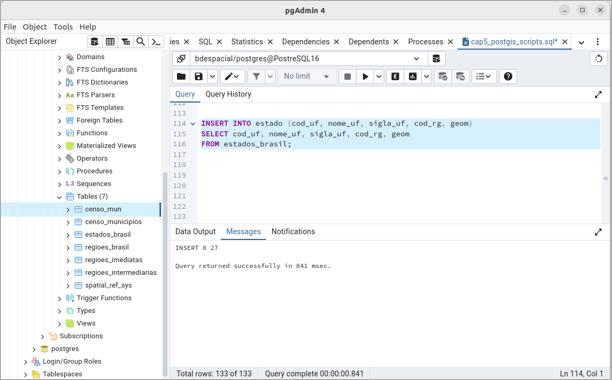 pgAdmin 4
File Object Tools Help
Object Explorer
ies SQL Statistics Dependencies Dependents Processes cap5_postgis_scripts.sql*
bdespacial/postgres@PostreSQL16
No limit
Query Query History
Domains
FTS Configurations
FTS Dictionaries
FTS Parsers
FTS Templates
Foreign Tables
Functions
Materialized Views
Operators
Procedures
Sequences
Tables (7)
censo_mun
censo_municipios
estados_brasil
regioes_brasil
regioes_imediatas
regioes_intermediarias
spatial_ref_sys
Trigger Functions
Types
Views
Subscriptions
postgres
Login/Group Roles
Tablespaces
112
113
114 INSERT INTO estado (cod_uf, nome_uf, sigla_uf, cod_rg, geom)
115 SELECT cod_uf, nome_uf, sigla_uf, cod_rg, geom
116 FROM estados_brasil;
117
118
119
120
121
122
123
Data Output Messages Notifications
INSERT 0 27
Query returned successfully in 841 msec.
Total rows: 133 of 133 Query complete 00:00:00.841 Ln 114, Col 1